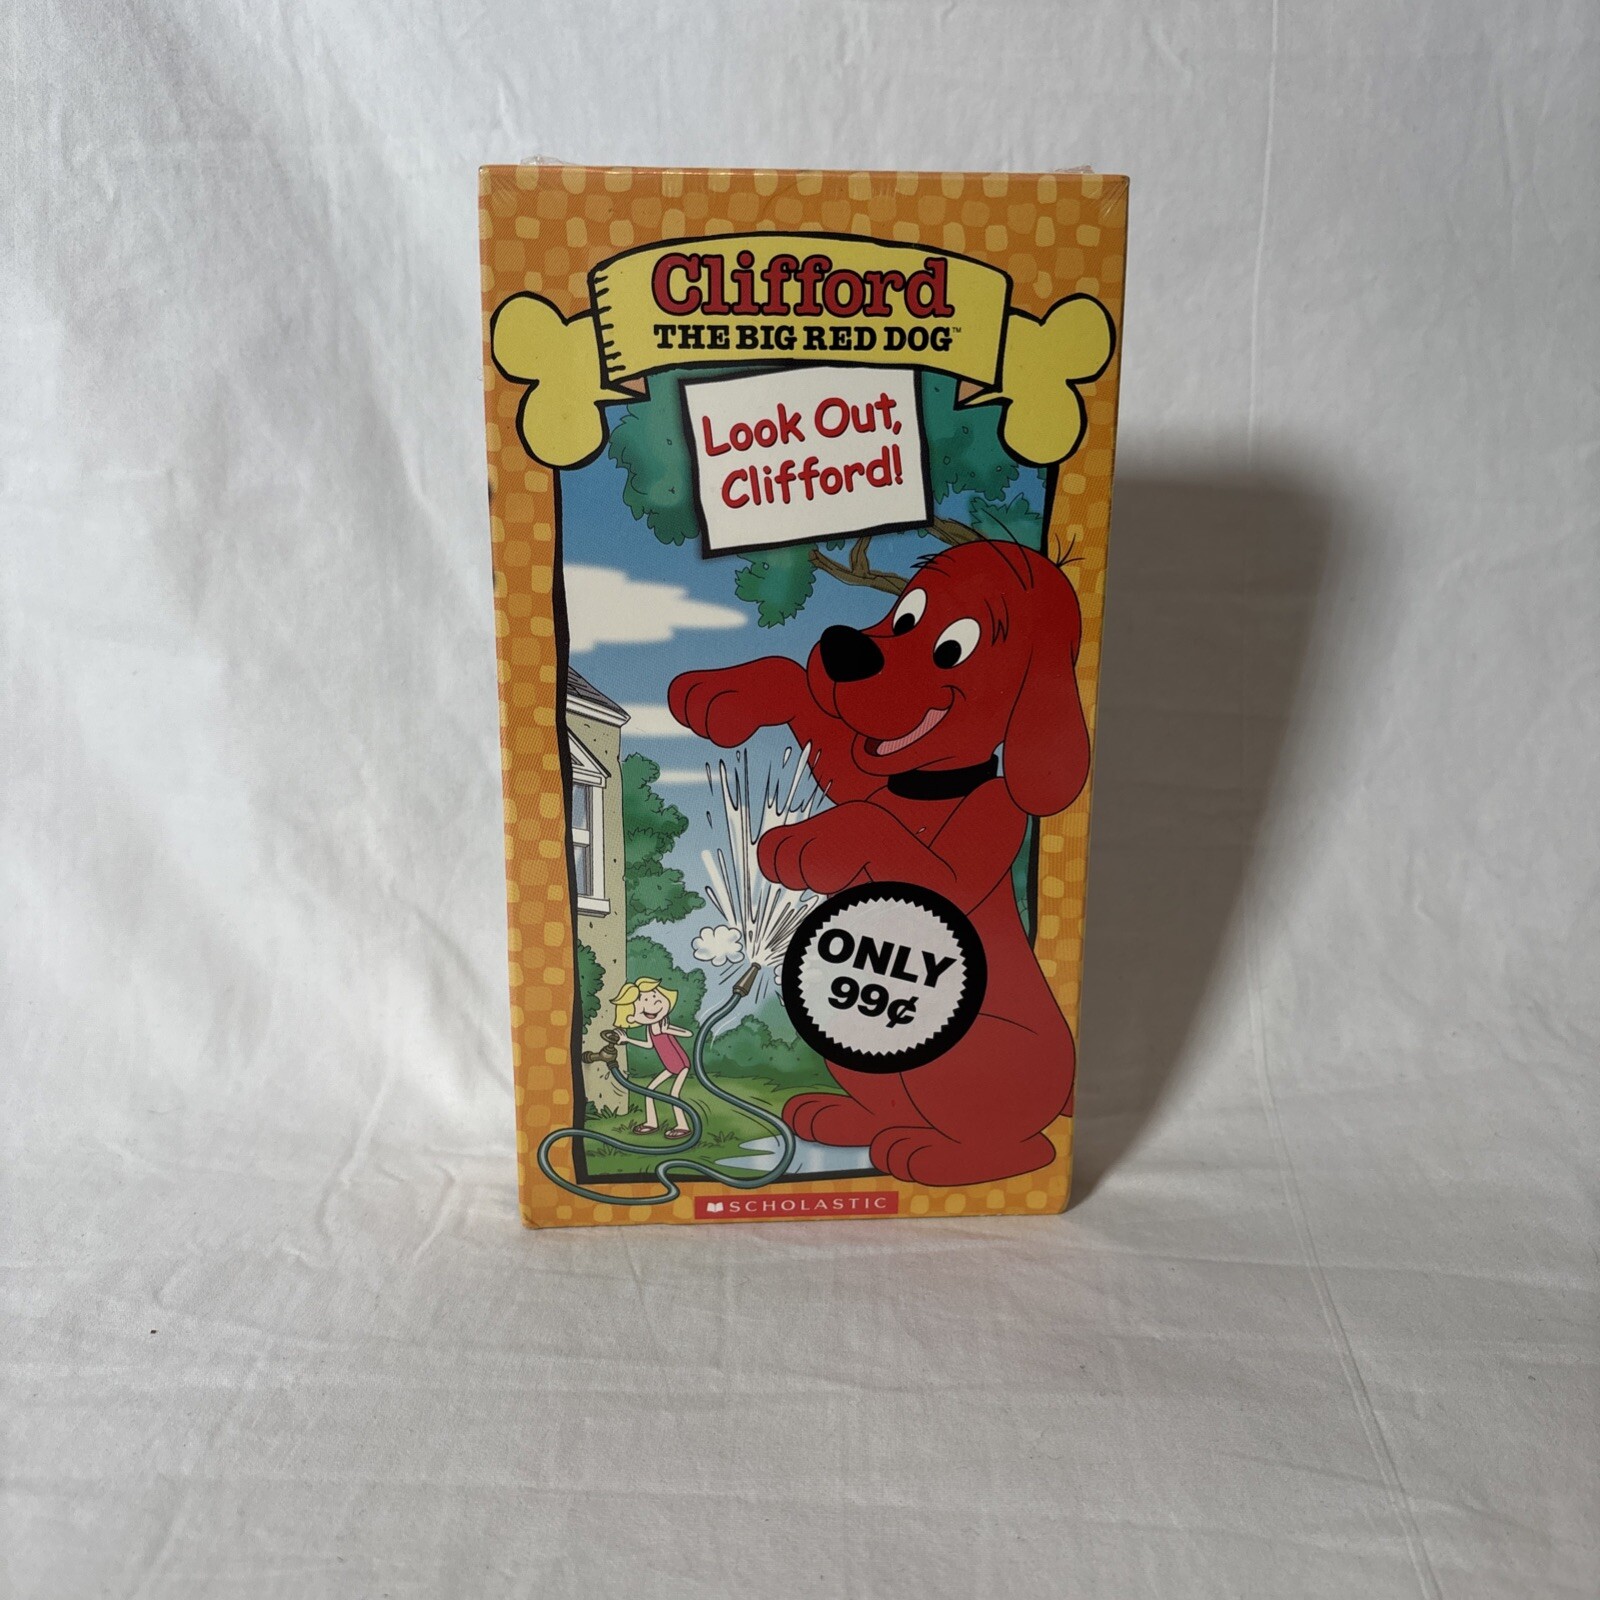 Clifford
THE BIG RED DOG™
Look Out,
Clifford!
ONLY
99¢
SCHOLASTIC